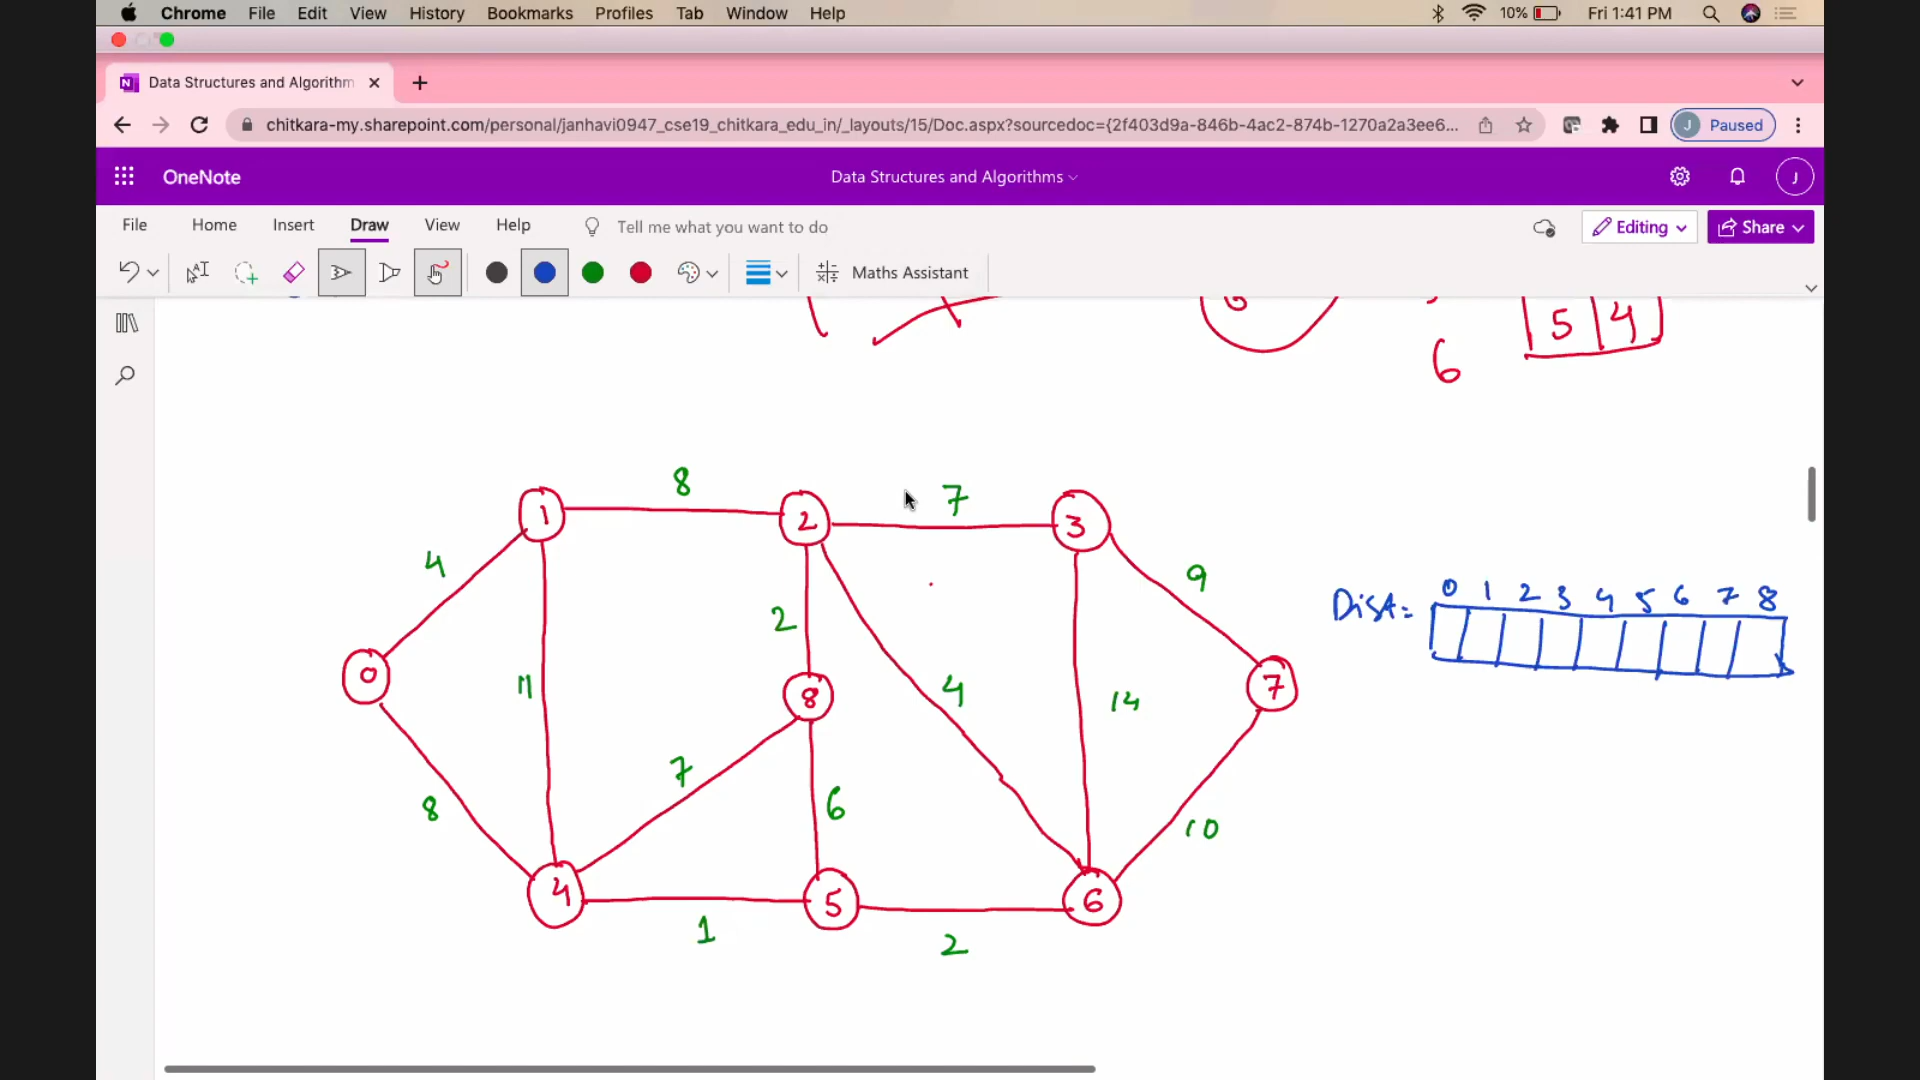 Chrome File Edit View History Bookmarks Profiles Tab Window Help 10% Fri 1:41 PM
Data Structures and Algorithm
chitkara-my.sharepoint.com/personal/janhavi0947_cse19_chitkara_edu_in/_layouts/15/Doc.aspx?sourcedoc={2f403d9a-846b-4ac2-874b-1270a2a3ee6... J Paused
OneNote Data Structures and Algorithms J
File Home Insert Draw View Help Tell me what you want to do Editing Share
Maths Assistant
5 4
6
8
7
1 2 3
4
9
0 1 2 3 4 5 6 7 8
Dist=
2
0 11 8 4 14 7
7
8 6 10
4 5 6
1 2